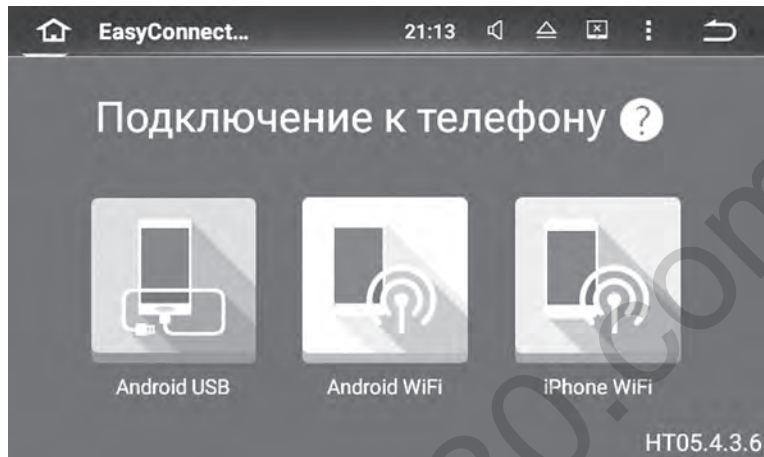 EasyConnect... 21:13
Подключение к телефону ?
Android USB Android WiFi iPhone WiFi
HT05.4.3.6